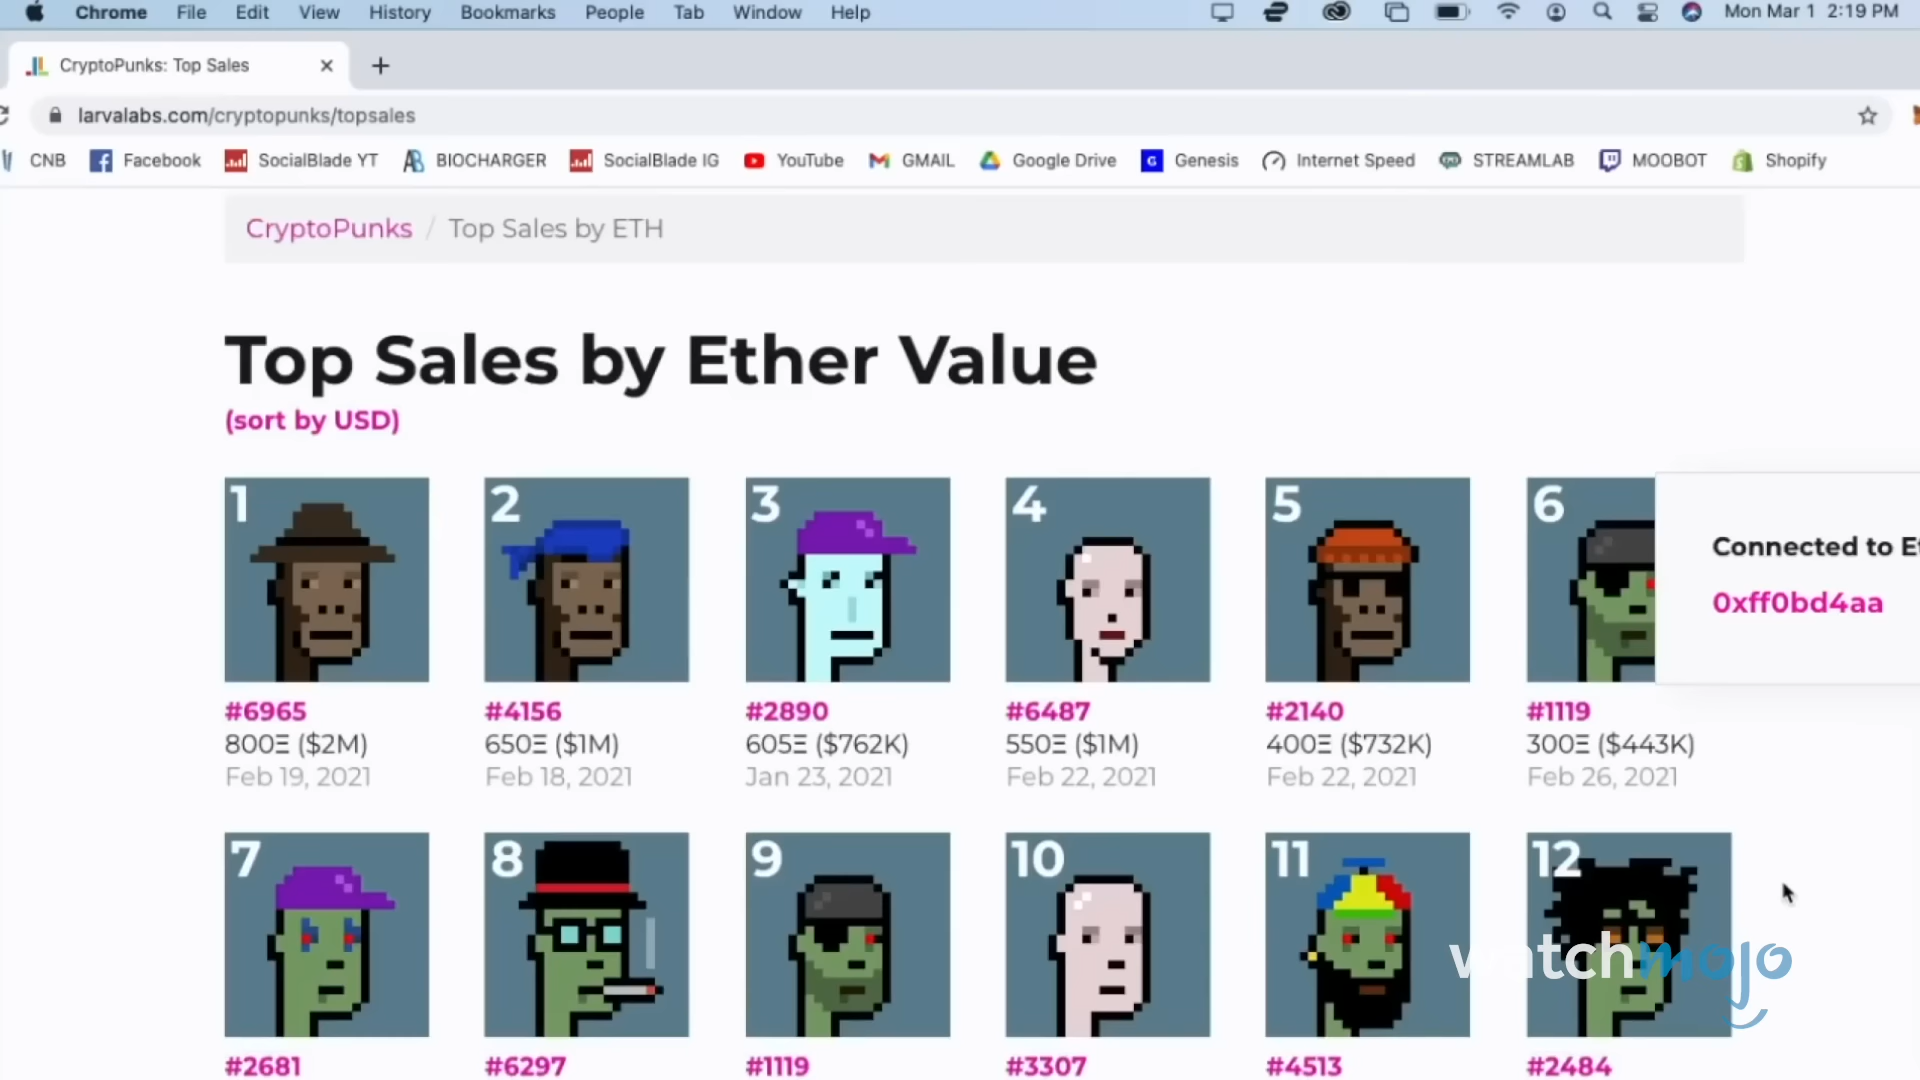 Chrome File Edit View History Bookmarks People Tab Window Help Mon Mar 1 2:19 PM
CryptoPunks: Top Sales
larvalabs.com/cryptopunks/topsales
CNB Facebook SocialBlade YT BIOCHARGER SocialBlade IG YouTube GMAIL Google Drive Genesis Internet Speed STREAMLAB MOOBOT Shopify
CryptoPunks / Top Sales by ETH
Top Sales by Ether Value
(sort by USD)
1 2 3 4 5 6
Connected to
0xff0bd4aa
#6965 #4156 #2890 #6487 #2140 #1119
800Ξ ($2M) 650Ξ ($1M) 605Ξ ($762K) 550Ξ ($1M) 400Ξ ($732K) 300Ξ ($443K)
Feb 19, 2021 Feb 18, 2021 Jan 23, 2021 Feb 22, 2021 Feb 22, 2021 Feb 26, 2021
7 8 9 10 11 12
watchmojo
#2681 #6297 #1119 #3307 #4513 #2484